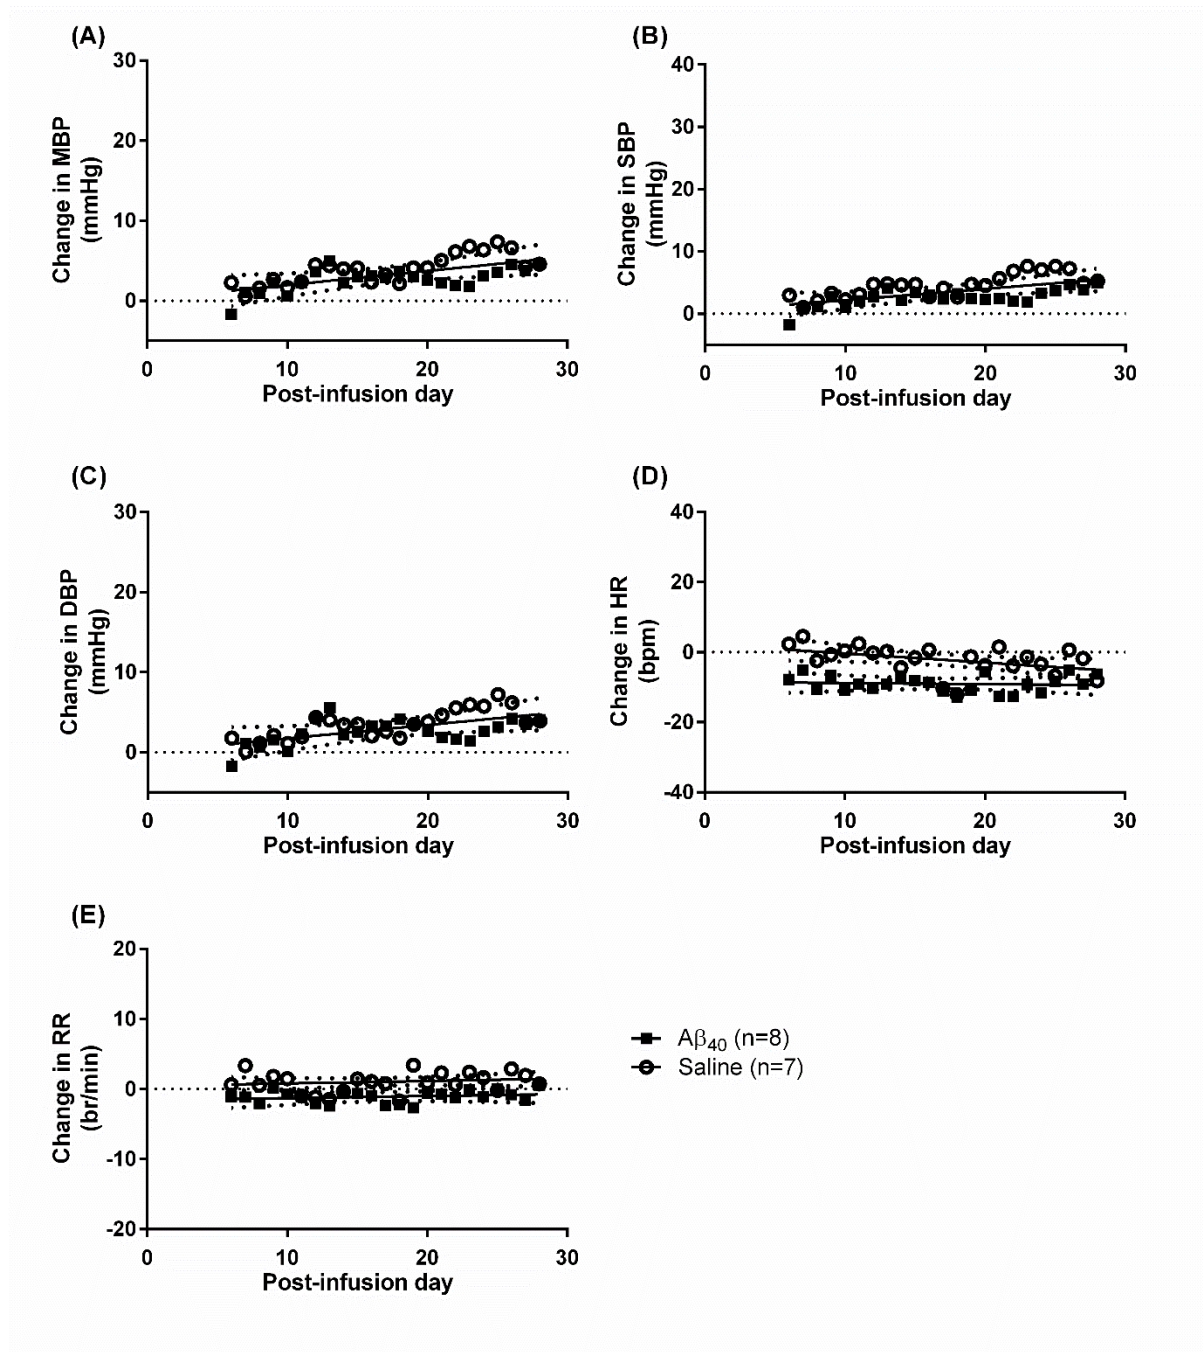 (A)
30
20
10
0
Change in MBP
(mmHg)
0 10 20 30
Post-infusion day
(B)
40
30
20
10
0
Change in SBP
(mmHg)
0 10 20 30
Post-infusion day
(C)
30
20
10
0
Change in DBP
(mmHg)
0 10 20 30
Post-infusion day
(D)
40
20
0
-20
-40
Change in HR
(bpm)
0 10 20 30
Post-infusion day
(E)
20
10
0
-10
-20
Change in RR
(br/min)
0 10 20 30
Post-infusion day
Aβ₄₀ (n=8)
Saline (n=7)